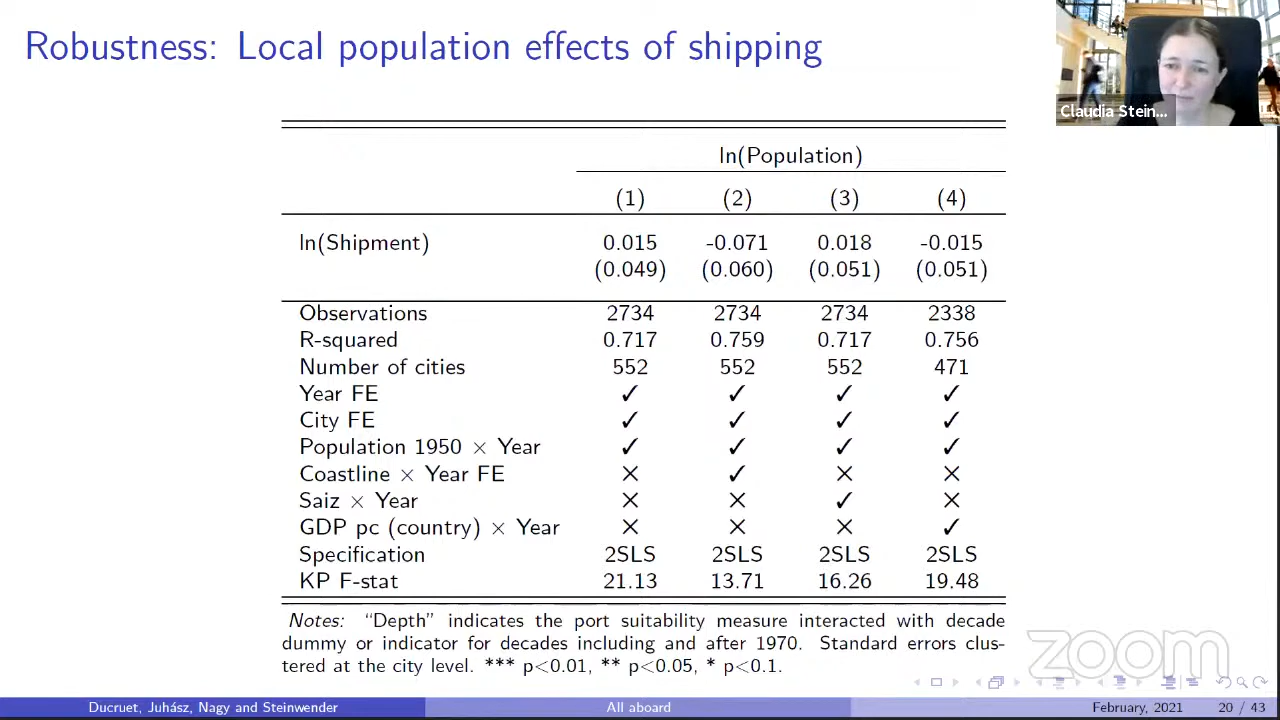 Robustness: Local population effects of shipping
Claudia Stein...
ln(Population)
(1) (2) (3) (4)
ln(Shipment) 0.015 -0.071 0.018 -0.015
(0.049) (0.060) (0.051) (0.051)
Observations 2734 2734 2734 2338
R-squared 0.717 0.759 0.717 0.756
Number of cities 552 552 552 471
Year FE ✓ ✓ ✓ ✓
City FE ✓ ✓ ✓ ✓
Population 1950 × Year ✓ ✓ ✓ ✓
Coastline × Year FE × ✓ × ×
Saiz × Year × × ✓ ×
GDP pc (country) × Year × × × ✓
Specification 2SLS 2SLS 2SLS 2SLS
KP F-stat 21.13 13.71 16.26 19.48
Notes: “Depth” indicates the port suitability measure interacted with decade
dummy or indicator for decades including and after 1970. Standard errors clus-
tered at the city level. *** p<0.01, ** p<0.05, * p<0.1.
zoom
Ducruet, Juhász, Nagy and Steinwender All aboard February, 2021 20 / 43